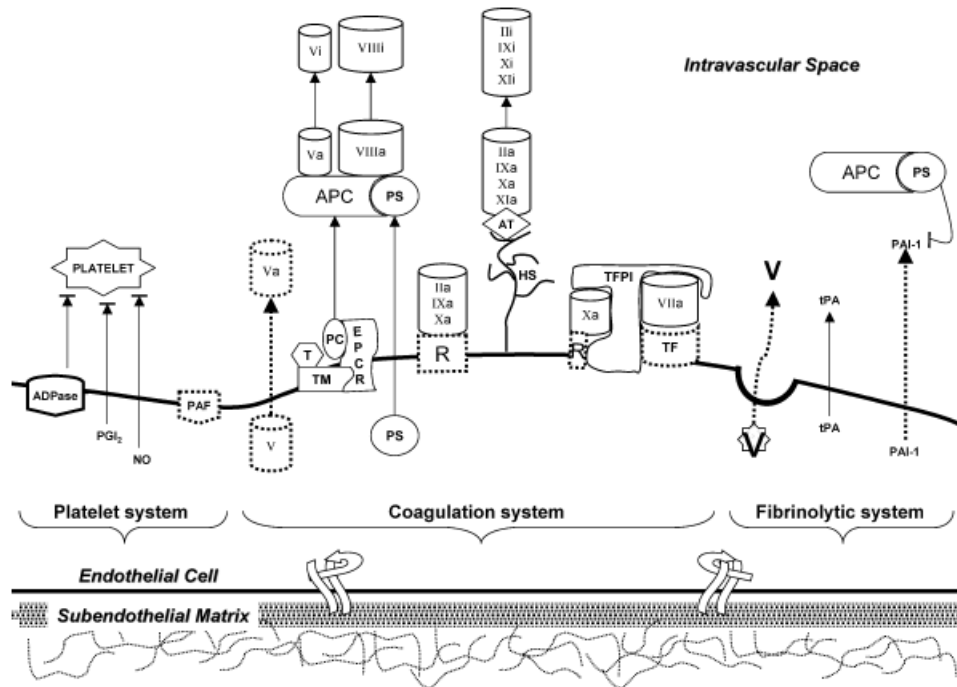 Vi
VIIIi
IIi
IXi
Xi
XIi
Intravascular Space
Va
VIIIa
IIa
IXa
Xa
XIa
APC
PS
APC
PS
AT
PLATELET
Va
HS
PAI-1
IIa
IXa
Xa
TFPI
VIIa
Xa
V
tPA
PC
E
P
C
R
T
TM
R
R
TF
ADPase
PAF
PGI₂
NO
V
PS
V
tPA
PAI-1
Platelet system
Coagulation system
Fibrinolytic system
Endothelial Cell
Subendothelial Matrix